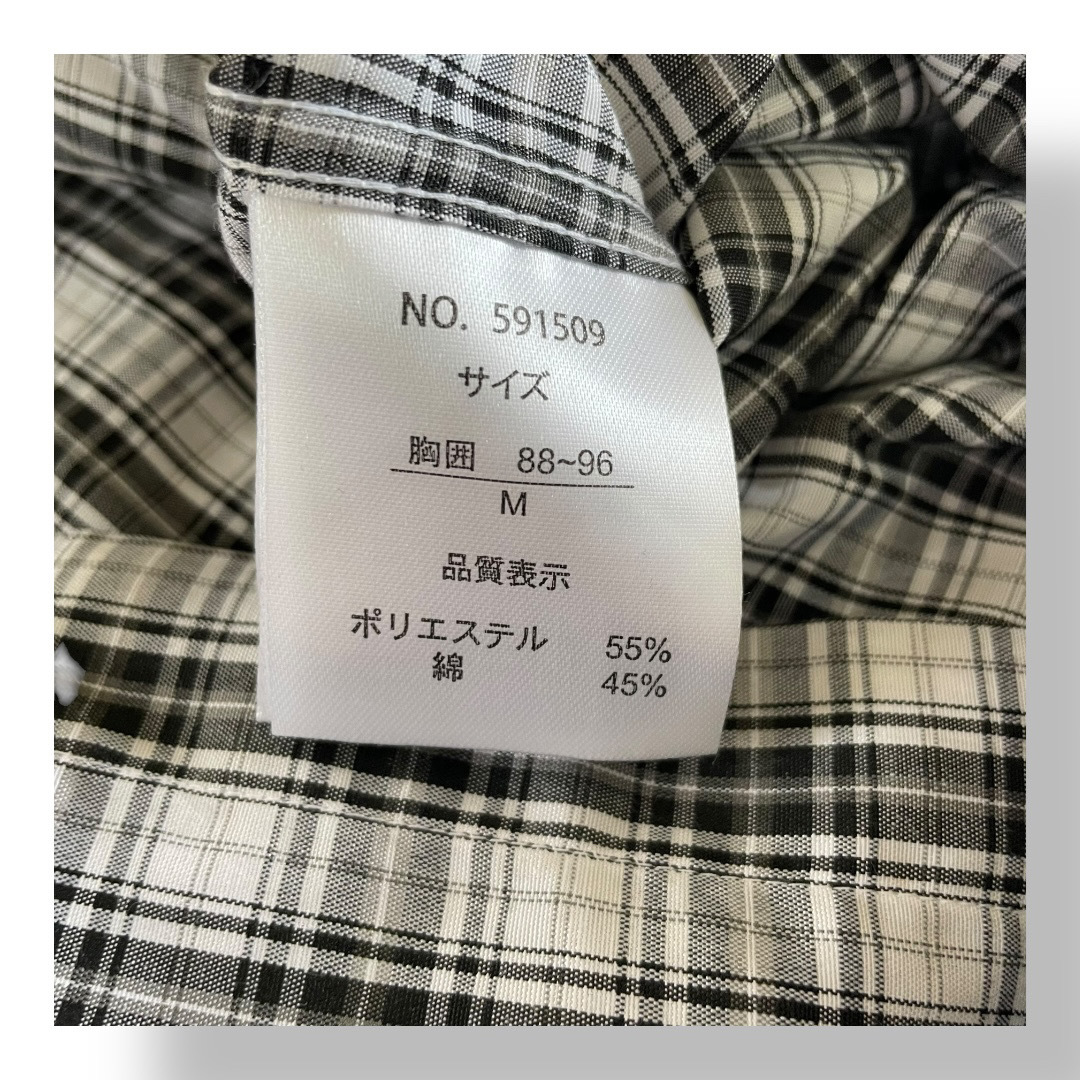 NO. 591509
サイズ
胸囲 88~96
M
品質表示
ポリエステル 55%
綿 45%